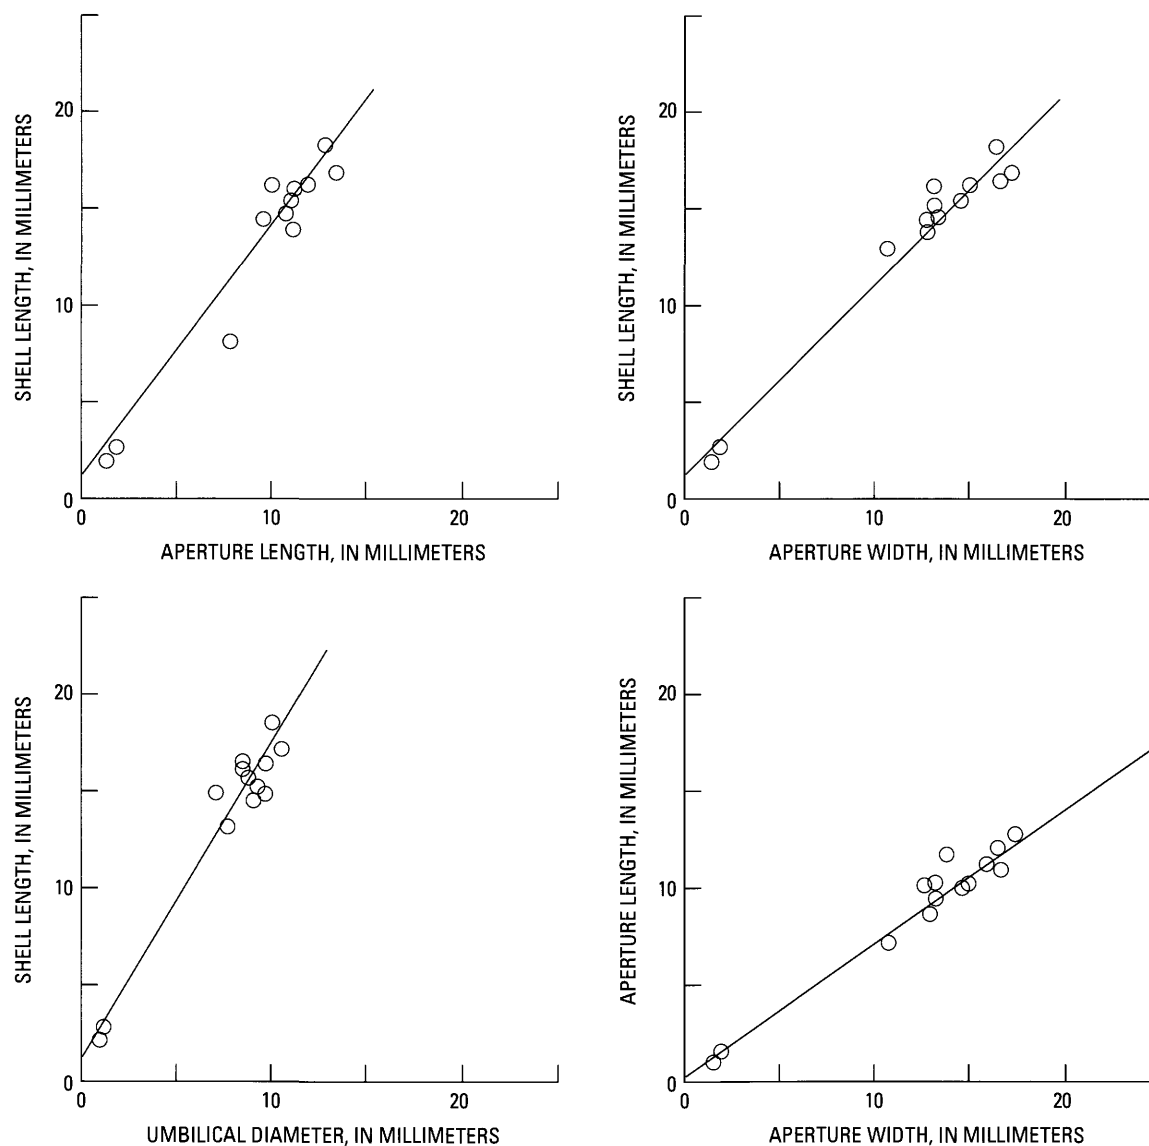 20
10
0
0 10 20
SHELL LENGTH, IN MILLIMETERS
APERTURE LENGTH, IN MILLIMETERS
20
10
0
0 10 20
SHELL LENGTH, IN MILLIMETERS
APERTURE WIDTH, IN MILLIMETERS
20
10
0
0 10 20
SHELL LENGTH, IN MILLIMETERS
UMBILICAL DIAMETER, IN MILLIMETERS
20
10
0
0 10 20
APERTURE LENGTH, IN MILLIMETERS
APERTURE WIDTH, IN MILLIMETERS